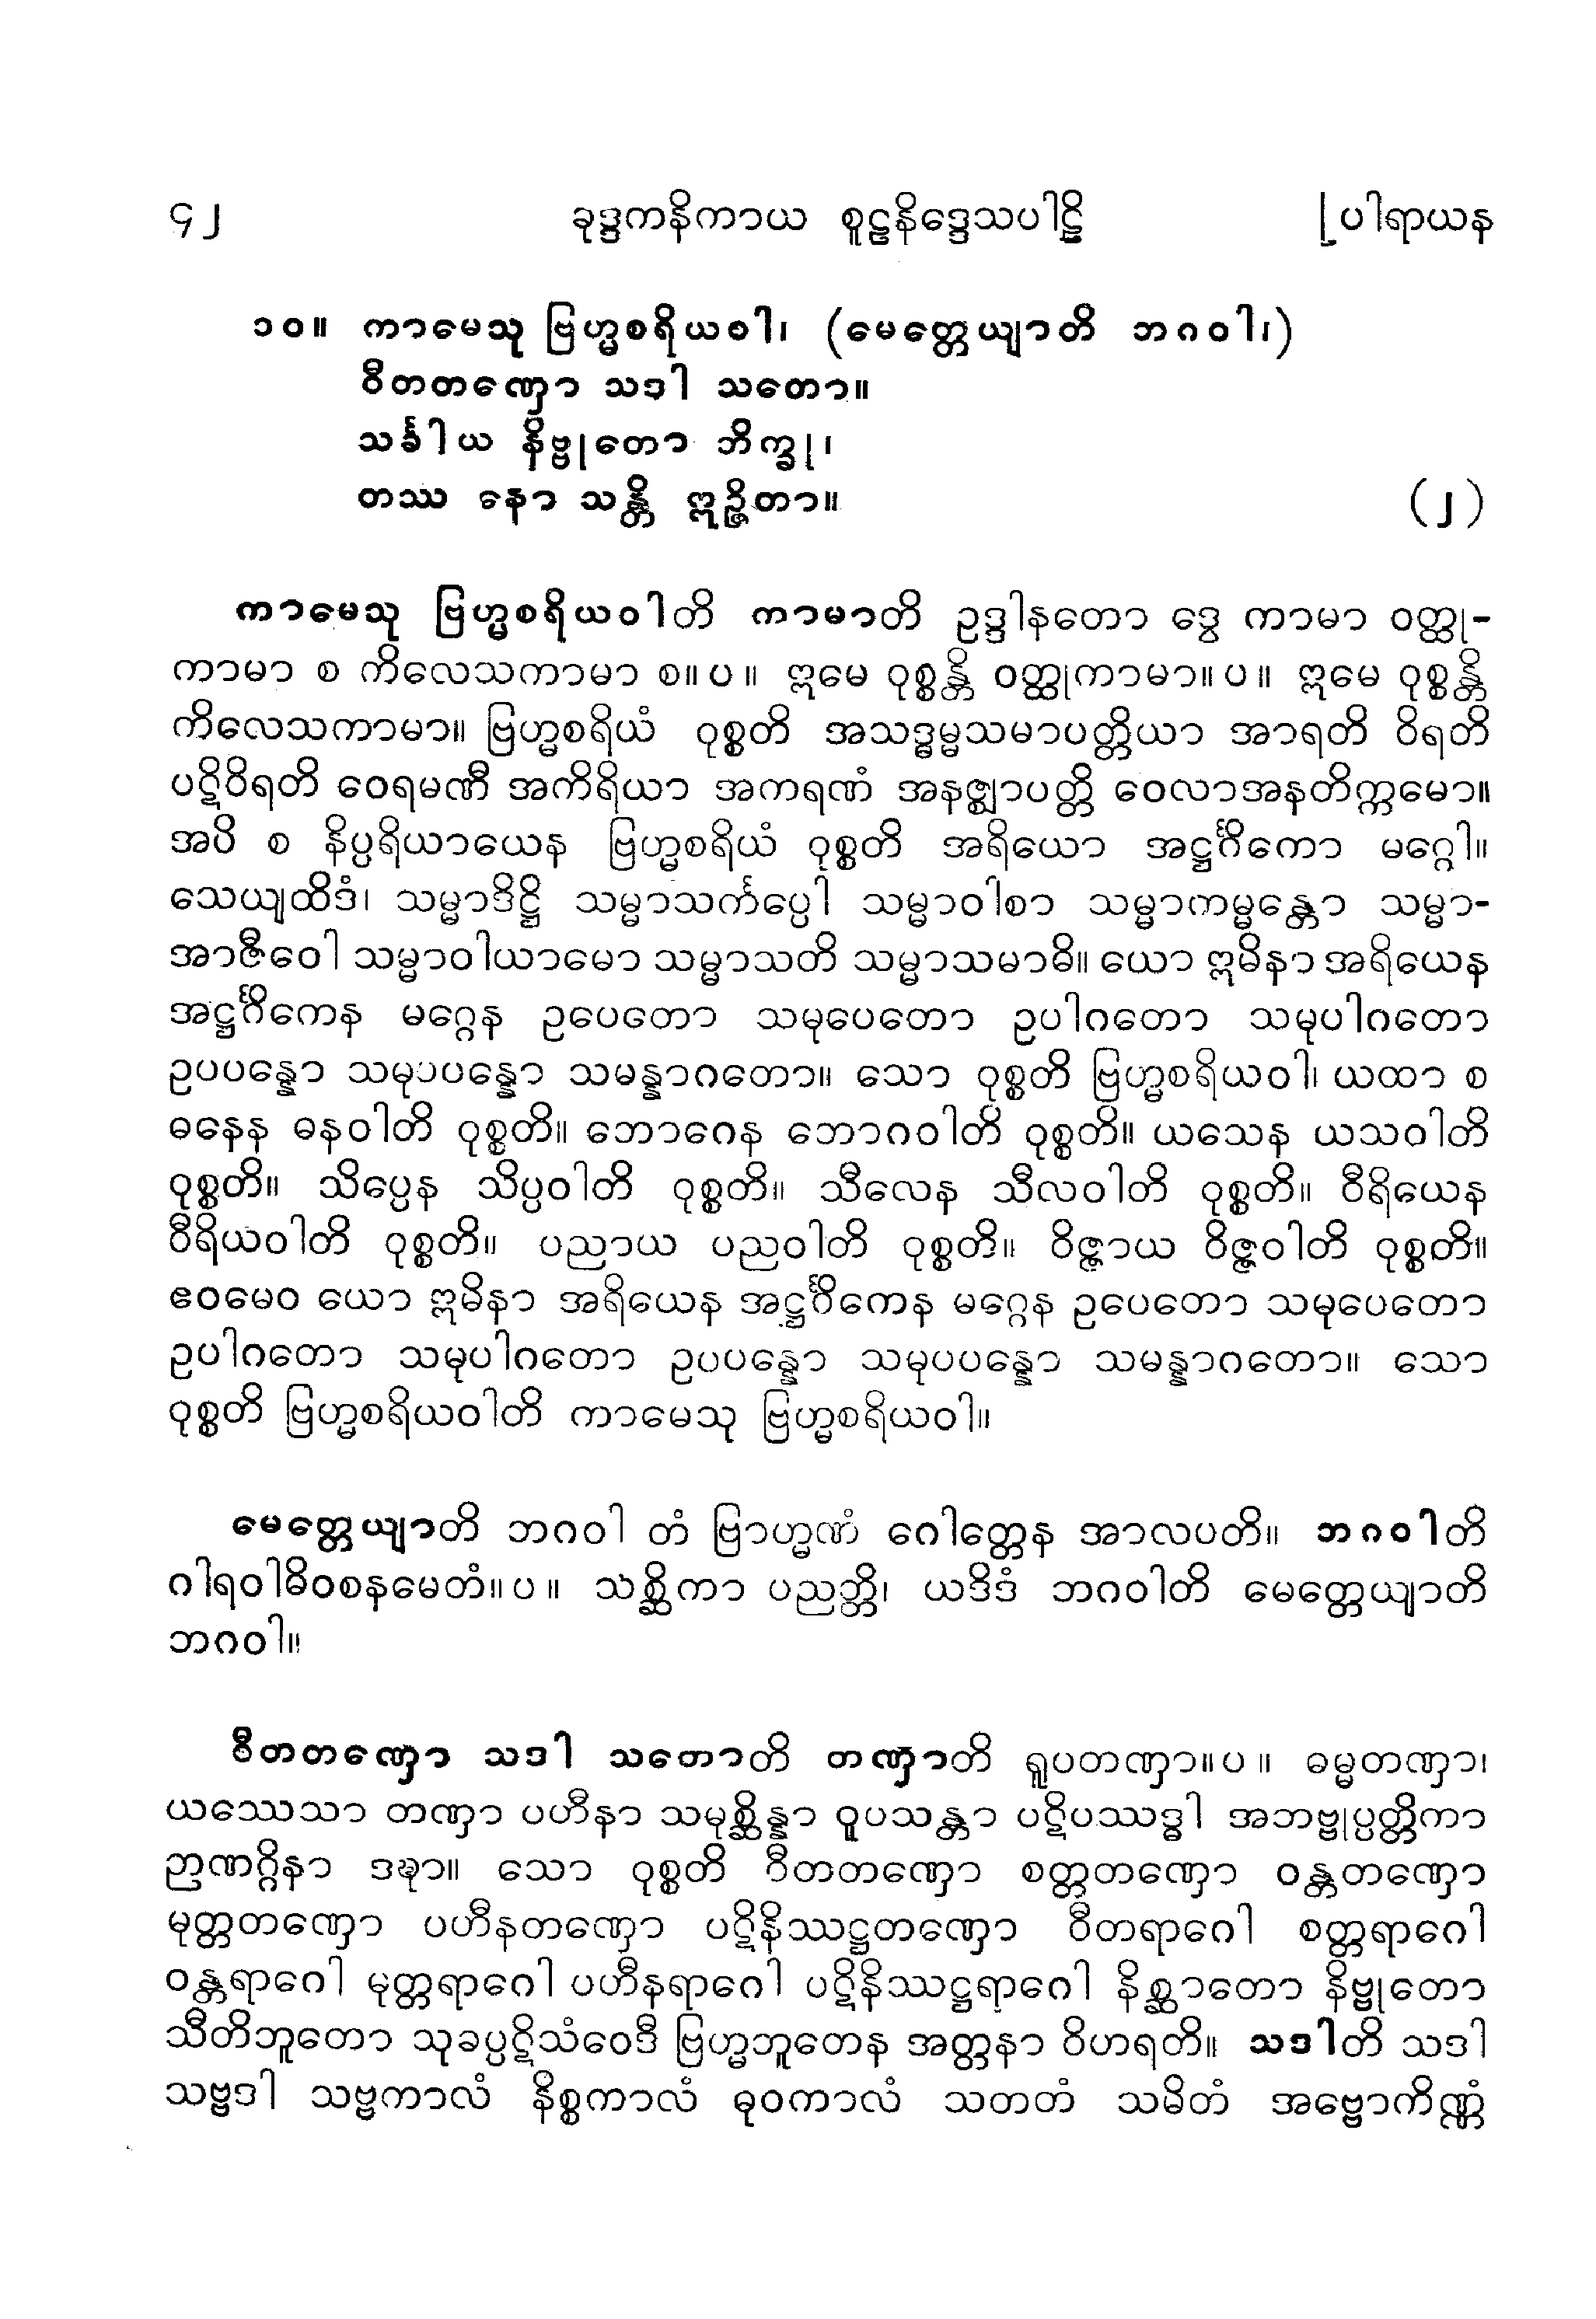 ၄၂ ခုဒ္ဒကနိကာယ စူဠနိဒ္ဒေသပါဠိ [ပါရာယန
၁၀။ ကာမေသု ဗြဟ္မစရိယဝါ၊ (မေတ္တေယျာတိ ဘဂဝါ၊)
ဝီတတဏှော သဒါ သတော။
သင်္ခါယ နိဗ္ဗုတော ဘိက္ခု၊
တဿ နော သန္တိ ဣဉ္ဇိတာ။ (၂)
ကာမေသု ဗြဟ္မစရိယဝါတိ ကာမာတိ ဥဒ္ဒါနတော ဒွေ ကာမာ ဝတ္ထု-
ကာမာ စ ကိလေသကာမာ စ။ပ။ ဣမေ ဝုစ္စန္တိ ဝတ္ထုကာမာ။ပ။ ဣမေ ဝုစ္စန္တိ
ကိလေသကာမာ။ ဗြဟ္မစရိယံ ဝုစ္စတိ အသဒ္ဓမ္မသမာပတ္တိယာ အာရတိ ဝိရတိ
ပဋိဝိရတိ ဝေရမဏီ အကိရိယာ အကရဏံ အနဇ္ဈာပတ္တိ ဝေလာအနတိက္ကမော။
အပိ စ နိပ္ပရိယာယေန ဗြဟ္မစရိယံ ဝုစ္စတိ အရိယော အဋ္ဌင်္ဂိကော မဂ္ဂေါ။
သေယျထိဒံ၊ သမ္မာဒိဋ္ဌိ သမ္မာသင်္ကပ္ပေါ သမ္မာဝါစာ သမ္မာကမ္မန္တော သမ္မာ-
အာဇီဝေါ သမ္မာဝါယာမော သမ္မာသတိ သမ္မာသမာဓိ။ ယော ဣမိနာ အရိယေန
အဋ္ဌင်္ဂိကေန မဂ္ဂေန ဥပေတော သမုပေတော ဥပါဂတော သမုပါဂတော
ဥပပန္နော သမုပပန္နော သမန္နာဂတော။ သော ဝုစ္စတိ ဗြဟ္မစရိယဝါ၊ ယထာ စ
ဓနေန ဓနဝါတိ ဝုစ္စတိ။ ဘောဂေန ဘောဂဝါတိ ဝုစ္စတိ။ ယသေန ယသဝါတိ
ဝုစ္စတိ။ သိပ္ပေန သိပ္ပဝါတိ ဝုစ္စတိ။ သီလေန သီလဝါတိ ဝုစ္စတိ။ ဝီရိယေန
ဝီရိယဝါတိ ဝုစ္စတိ။ ပညာယ ပညဝါတိ ဝုစ္စတိ။ ဝိဇ္ဇာယ ဝိဇ္ဇဝါတိ ဝုစ္စတိ။
ဧဝမေဝ ယော ဣမိနာ အရိယေန အဋ္ဌင်္ဂိကေန မဂ္ဂေန ဥပေတော သမုပေတော
ဥပါဂတော သမုပါဂတော ဥပပန္နော သမုပပန္နော သမန္နာဂတော။ သော
ဝုစ္စတိ ဗြဟ္မစရိယဝါတိ ကာမေသု ဗြဟ္မစရိယဝါ။
မေတ္တေယျာတိ ဘဂဝါ တံ ဗြာဟ္မဏံ ဂေါတ္တေန အာလပတိ။ ဘဂဝါတိ
ဂါရဝါဓိဝစနမေတံ။ပ။ သစ္ဆိကာ ပညတ္တိ၊ ယဒိဒံ ဘဂဝါတိ မေတ္တေယျာတိ
ဘဂဝါ။
ဝီတတဏှော သဒါ သတောတိ တဏှာတိ ရူပတဏှာ။ပ။ ဓမ္မတဏှာ၊
ယဿေသာ တဏှာ ပဟီနာ သမုစ္ဆိန္နာ ဝူပသန္တာ ပဋိပဿဒ္ဓါ အဘဗ္ဗုပ္ပတ္တိကာ
ဉာဏဂ္ဂိနာ ဒဍ္ဎာ။ သော ဝုစ္စတိ ဝီတတဏှော စတ္တတဏှော ဝန္တတဏှော
မုတ္တတဏှော ပဟီနတဏှော ပဋိနိဿဋ္ဌတဏှော ဝီတရာဂေါ စတ္တရာဂေါ
ဝန္တရာဂေါ မုတ္တရာဂေါ ပဟီနရာဂေါ ပဋိနိဿဋ္ဌရာဂေါ နိစ္ဆာတော နိဗ္ဗုတော
သီတိဘူတော သုခပ္ပဋိသံဝေဒီ ဗြဟ္မဘူတေန အတ္တနာ ဝိဟရတိ။ သဒါတိ သဒါ
သဗ္ဗဒါ သဗ္ဗကာလံ နိစ္စကာလံ ဓုဝကာလံ သတတံ သမိတံ အဗ္ဗောကိဏ္ဏံ